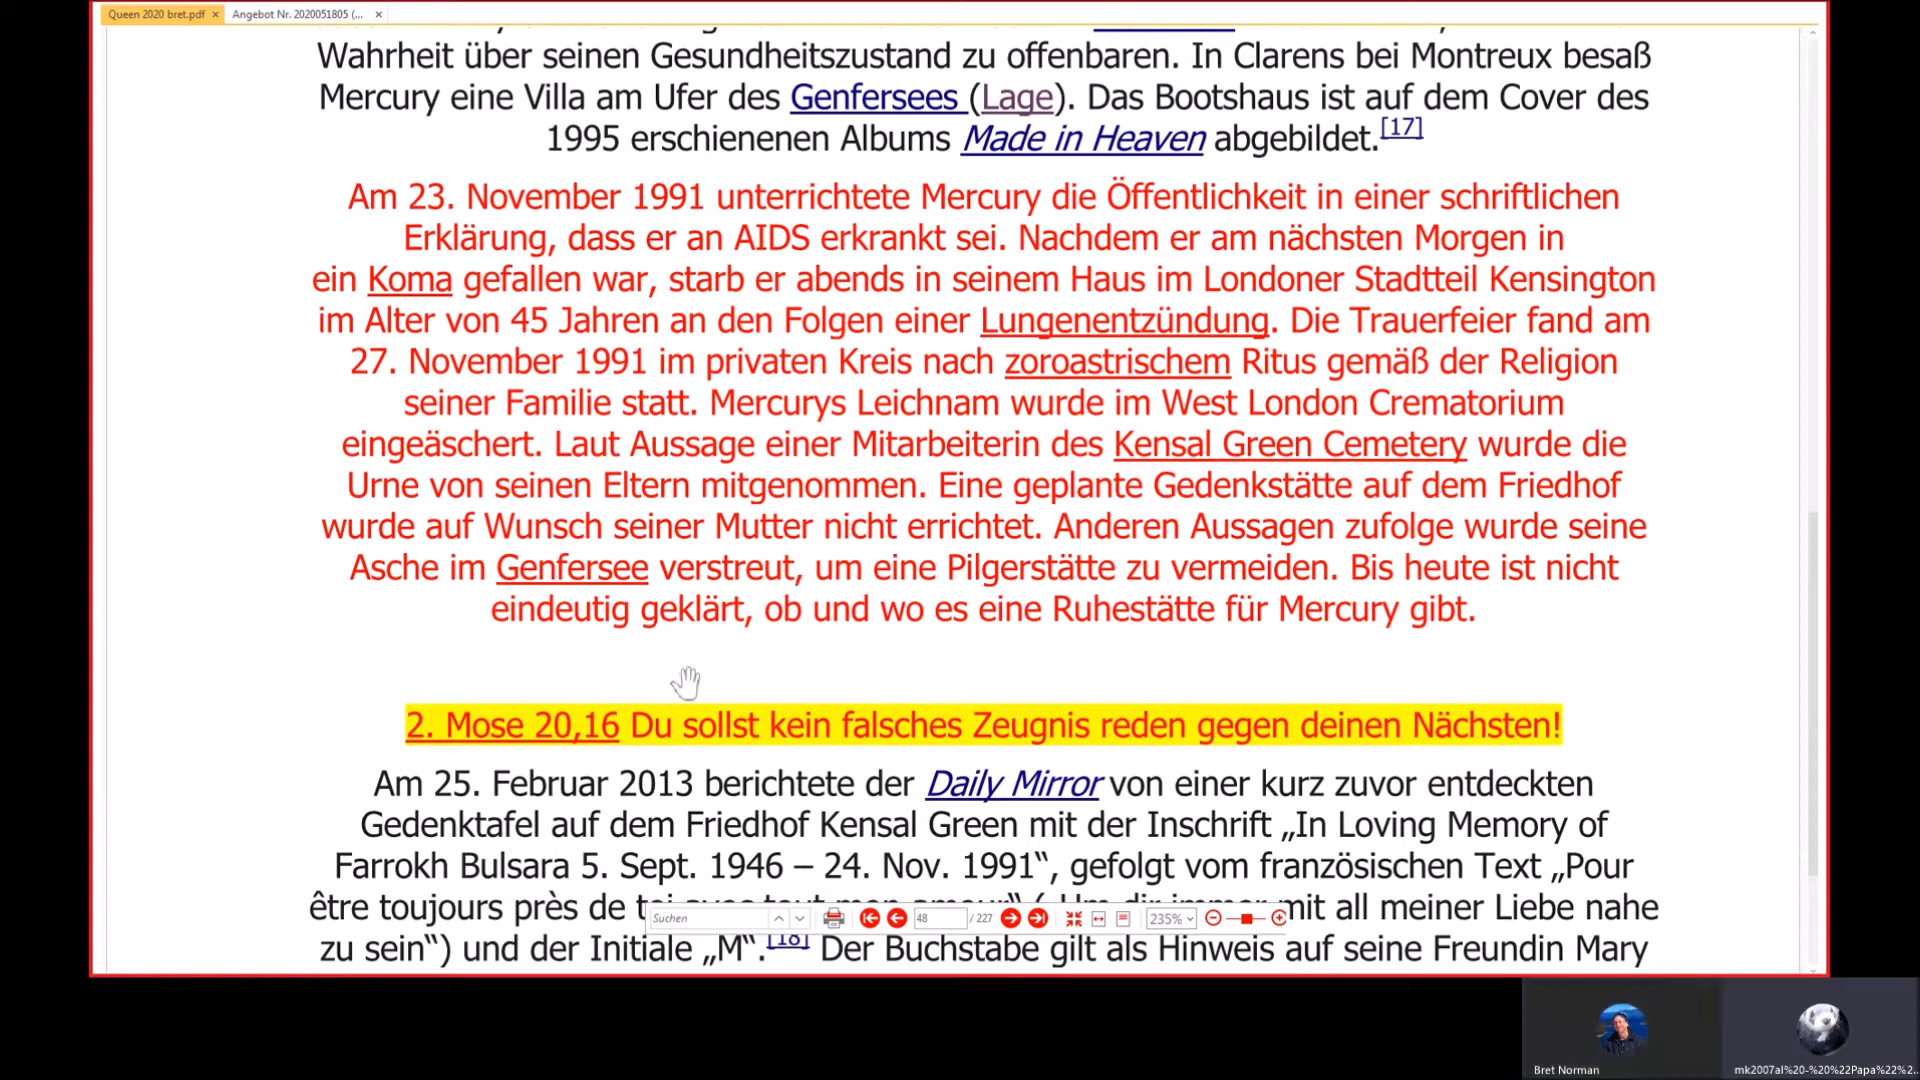 Queen 2020 bret.pdf × Angebot Nr. 2020051805 (... ×
Wahrheit über seinen Gesundheitszustand zu offenbaren. In Clarens bei Montreux besaß
Mercury eine Villa am Ufer des Genfersees (Lage). Das Bootshaus ist auf dem Cover des
1995 erschienenen Albums Made in Heaven abgebildet.[17]
Am 23. November 1991 unterrichtete Mercury die Öffentlichkeit in einer schriftlichen
Erklärung, dass er an AIDS erkrankt sei. Nachdem er am nächsten Morgen in
ein Koma gefallen war, starb er abends in seinem Haus im Londoner Stadtteil Kensington
im Alter von 45 Jahren an den Folgen einer Lungenentzündung. Die Trauerfeier fand am
27. November 1991 im privaten Kreis nach zoroastrischem Ritus gemäß der Religion
seiner Familie statt. Mercurys Leichnam wurde im West London Crematorium
eingeäschert. Laut Aussage einer Mitarbeiterin des Kensal Green Cemetery wurde die
Urne von seinen Eltern mitgenommen. Eine geplante Gedenkstätte auf dem Friedhof
wurde auf Wunsch seiner Mutter nicht errichtet. Anderen Aussagen zufolge wurde seine
Asche im Genfersee verstreut, um eine Pilgerstätte zu vermeiden. Bis heute ist nicht
eindeutig geklärt, ob und wo es eine Ruhestätte für Mercury gibt.
2. Mose 20,16 Du sollst kein falsches Zeugnis reden gegen deinen Nächsten!
Am 25. Februar 2013 berichtete der Daily Mirror von einer kurz zuvor entdeckten
Gedenktafel auf dem Friedhof Kensal Green mit der Inschrift „In Loving Memory of
Farrokh Bulsara 5. Sept. 1946 – 24. Nov. 1991“, gefolgt vom französischen Text „Pour
être toujours près de mit all meiner Liebe nahe
Suchen 48 / 227 235%
zu sein“) und der Initiale „M“.[18] Der Buchstabe gilt als Hinweis auf seine Freundin Mary
Bret Norman
mk2007al%20-%20%22Papa%22%2...